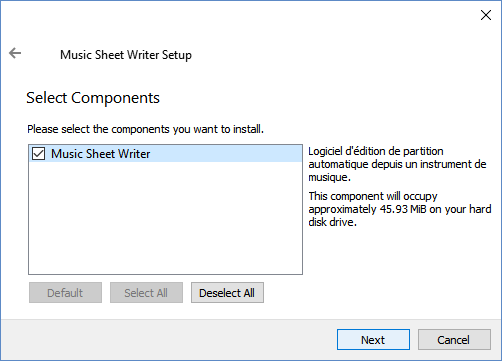 Music Sheet Writer Setup
Select Components
Please select the components you want to install.
Music Sheet Writer
Logiciel d'édition de partition
automatique depuis un instrument de
musique.
This component will occupy
approximately 45.93 MiB on your hard
disk drive.
Default
Select All
Deselect All
Next
Cancel